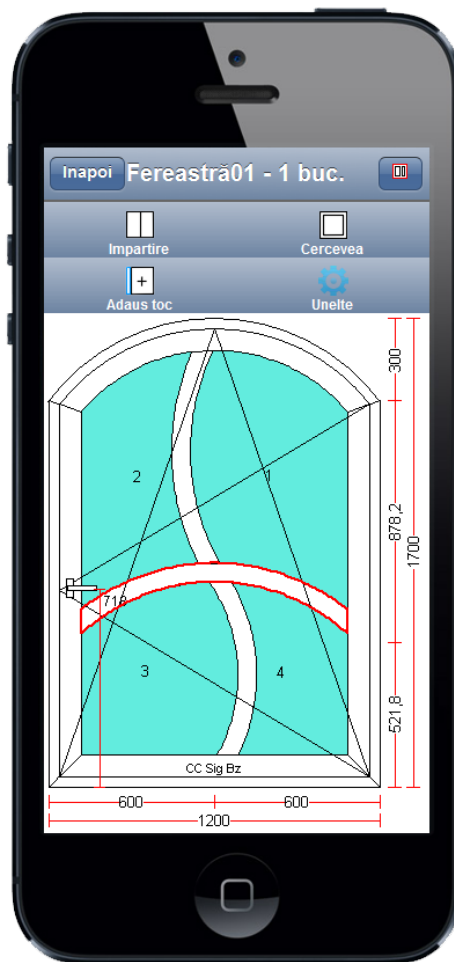 Inapoi
Fereastră01 - 1 buc.
Impartire
Cercevea
Adaus toc
Unelte
300
878,2
1700
521,8
2
1
3
4
CC Sig Bz
600
600
1200